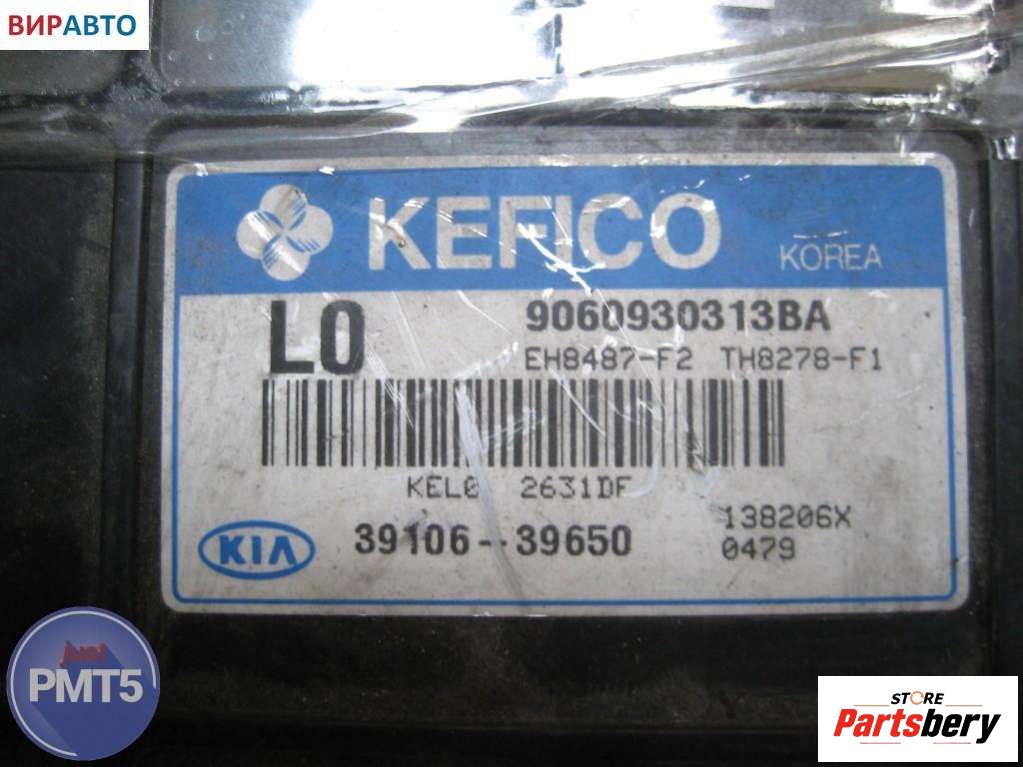 ВИРАВТО
KEFICO
KOREA
L0
9060930313BA
EH8487-F2 TH8278-F1
KEL0 2631DF
KIA
39106-39650
138206X
0479
just
PMT5
STORE
Partsbery